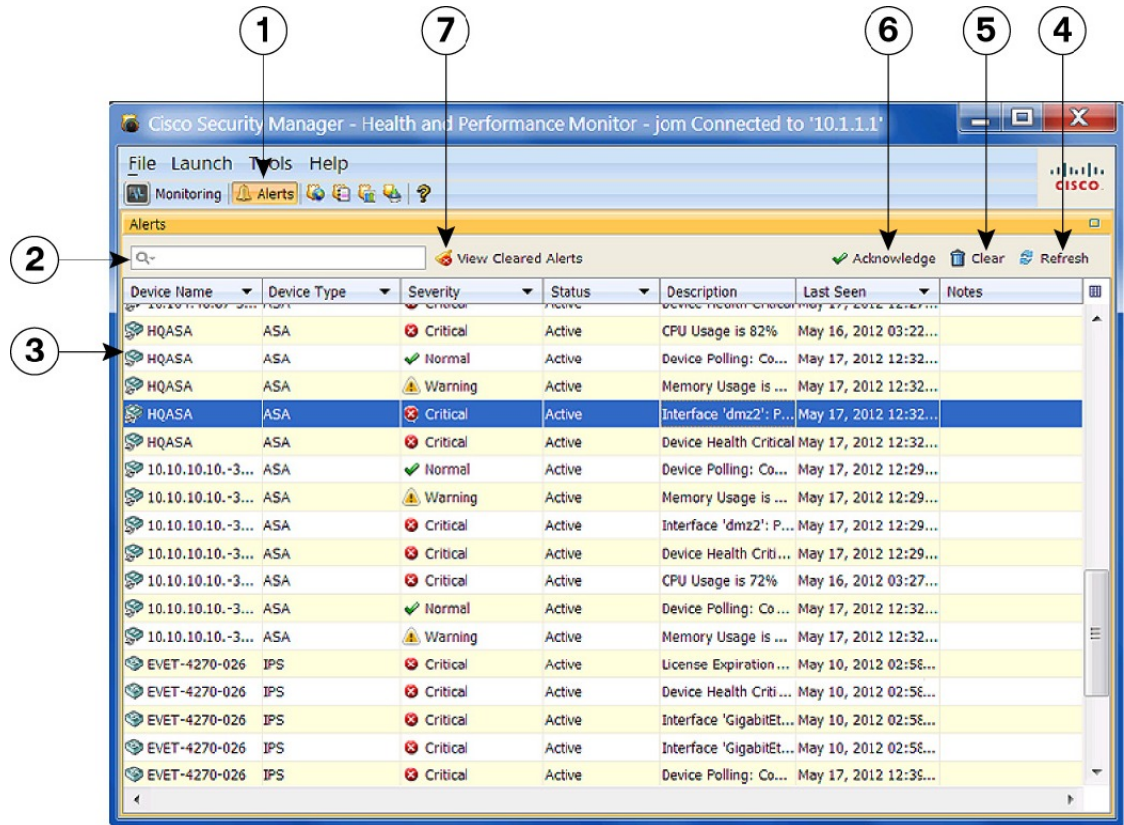 1 7 6 5 4
Cisco Security Manager - Health and Performance Monitor - jom Connected to '10.1.1.1'
File Launch Tools Help
CISCO
Monitoring Alerts
Alerts
2
View Cleared Alerts Acknowledge Clear Refresh
Device Name Device Type Severity Status Description Last Seen Notes
HQASA ASA Critical Active CPU Usage is 82% May 16, 2012 03:22...
3
HQASA ASA Normal Active Device Polling: Co... May 17, 2012 12:32...
HQASA ASA Warning Active Memory Usage is ... May 17, 2012 12:32...
HQASA ASA Critical Active Interface 'dmz2': P... May 17, 2012 12:32...
HQASA ASA Critical Active Device Health Critical May 17, 2012 12:32...
10.10.10.10.-3... ASA Normal Active Device Polling: Co... May 17, 2012 12:29...
10.10.10.10.-3... ASA Warning Active Memory Usage is ... May 17, 2012 12:29...
10.10.10.10.-3... ASA Critical Active Interface 'dmz2': P... May 17, 2012 12:29...
10.10.10.10.-3... ASA Critical Active Device Health Criti... May 17, 2012 12:29...
10.10.10.10.-3... ASA Critical Active CPU Usage is 72% May 16, 2012 03:27...
10.10.10.10.-3... ASA Normal Active Device Polling: Co... May 17, 2012 12:32...
10.10.10.10.-3... ASA Warning Active Memory Usage is ... May 17, 2012 12:32...
EVET-4270-026 IPS Critical Active License Expiration ... May 10, 2012 02:58...
EVET-4270-026 IPS Critical Active Device Health Criti ... May 10, 2012 02:58...
EVET-4270-026 IPS Critical Active Interface 'GigabitEt... May 10, 2012 02:58...
EVET-4270-026 IPS Critical Active Interface 'GigabitEt... May 10, 2012 02:58...
EVET-4270-026 IPS Critical Active Device Polling: Co... May 17, 2012 12:39...